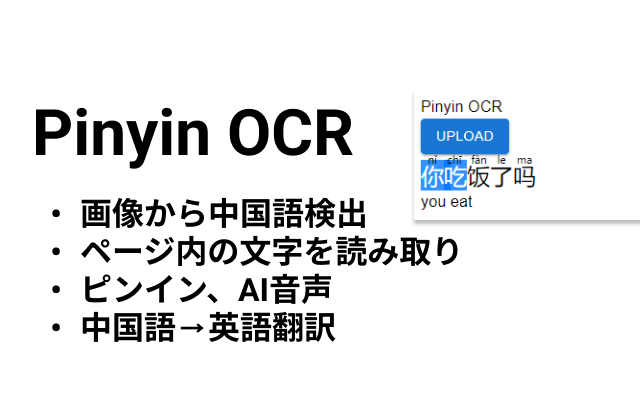 Pinyin OCR
・ 画像から中国語検出
・ ページ内の文字を読み取り
・ ピンイン、AI音声
・ 中国語→英語翻訳
Pinyin OCR
UPLOAD
nǐ chī fàn le ma
你吃饭了吗
you eat